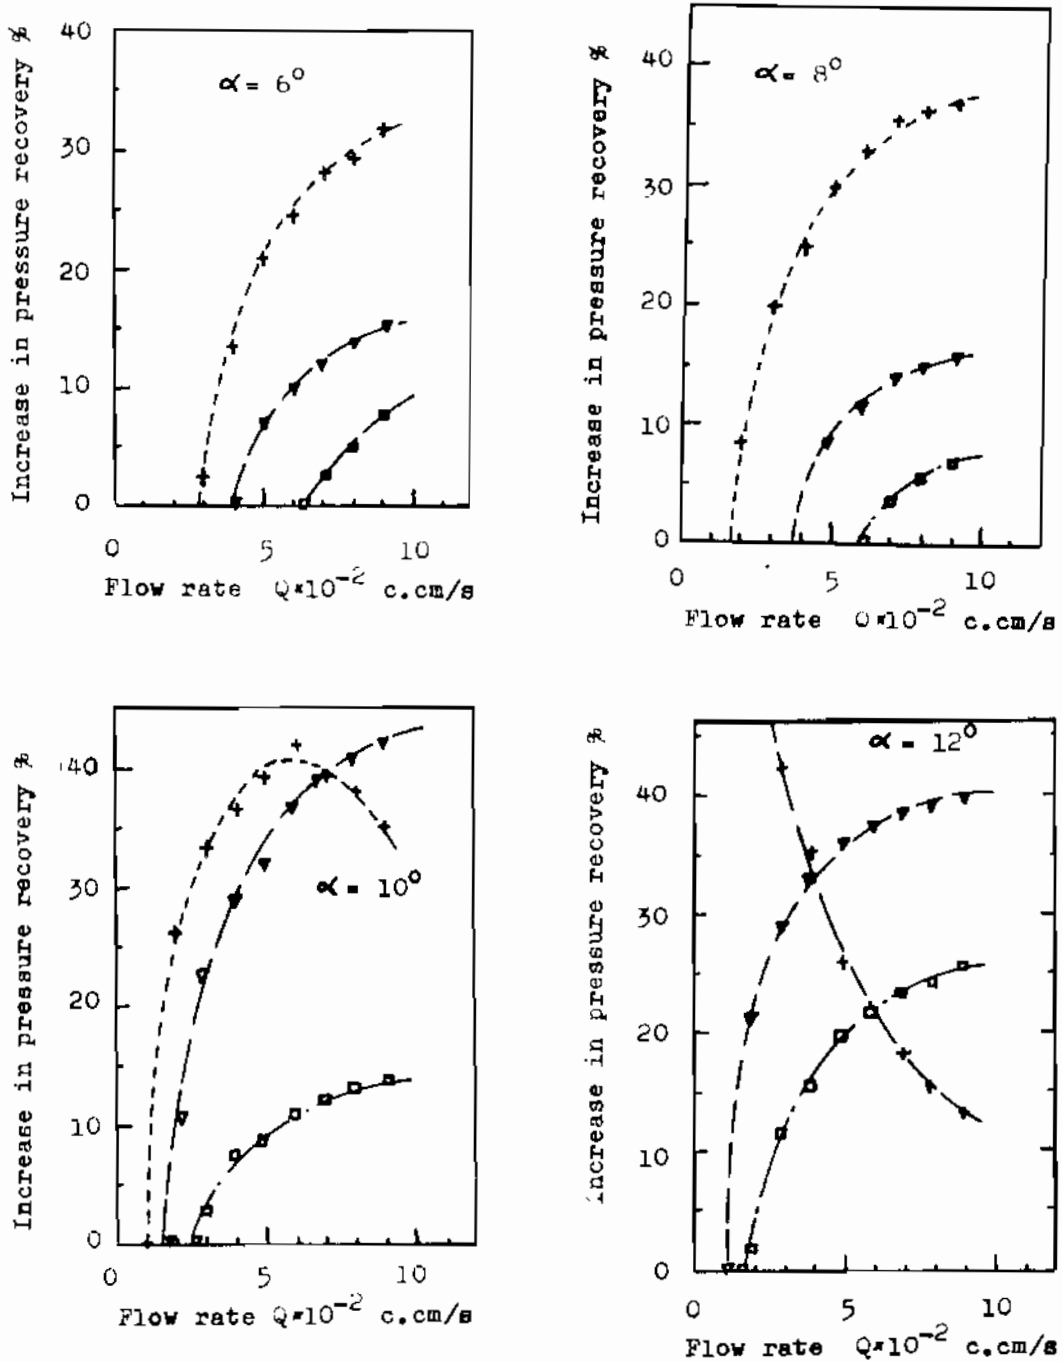 Increase in pressure recovery %
40
30
20
10
0
α = 6°
0 5 10
Flow rate Q*10⁻² c.cm/s
Increase in pressure recovery %
40
30
20
10
0
α = 8°
0 5 10
Flow rate Q*10⁻² c.cm/s
Increase in pressure recovery %
40
30
20
10
0
α = 10°
0 5 10
Flow rate Q*10⁻² c.cm/s
Increase in pressure recovery %
40
30
20
10
0
α = 12°
0 5 10
Flow rate Q*10⁻² c.cm/s